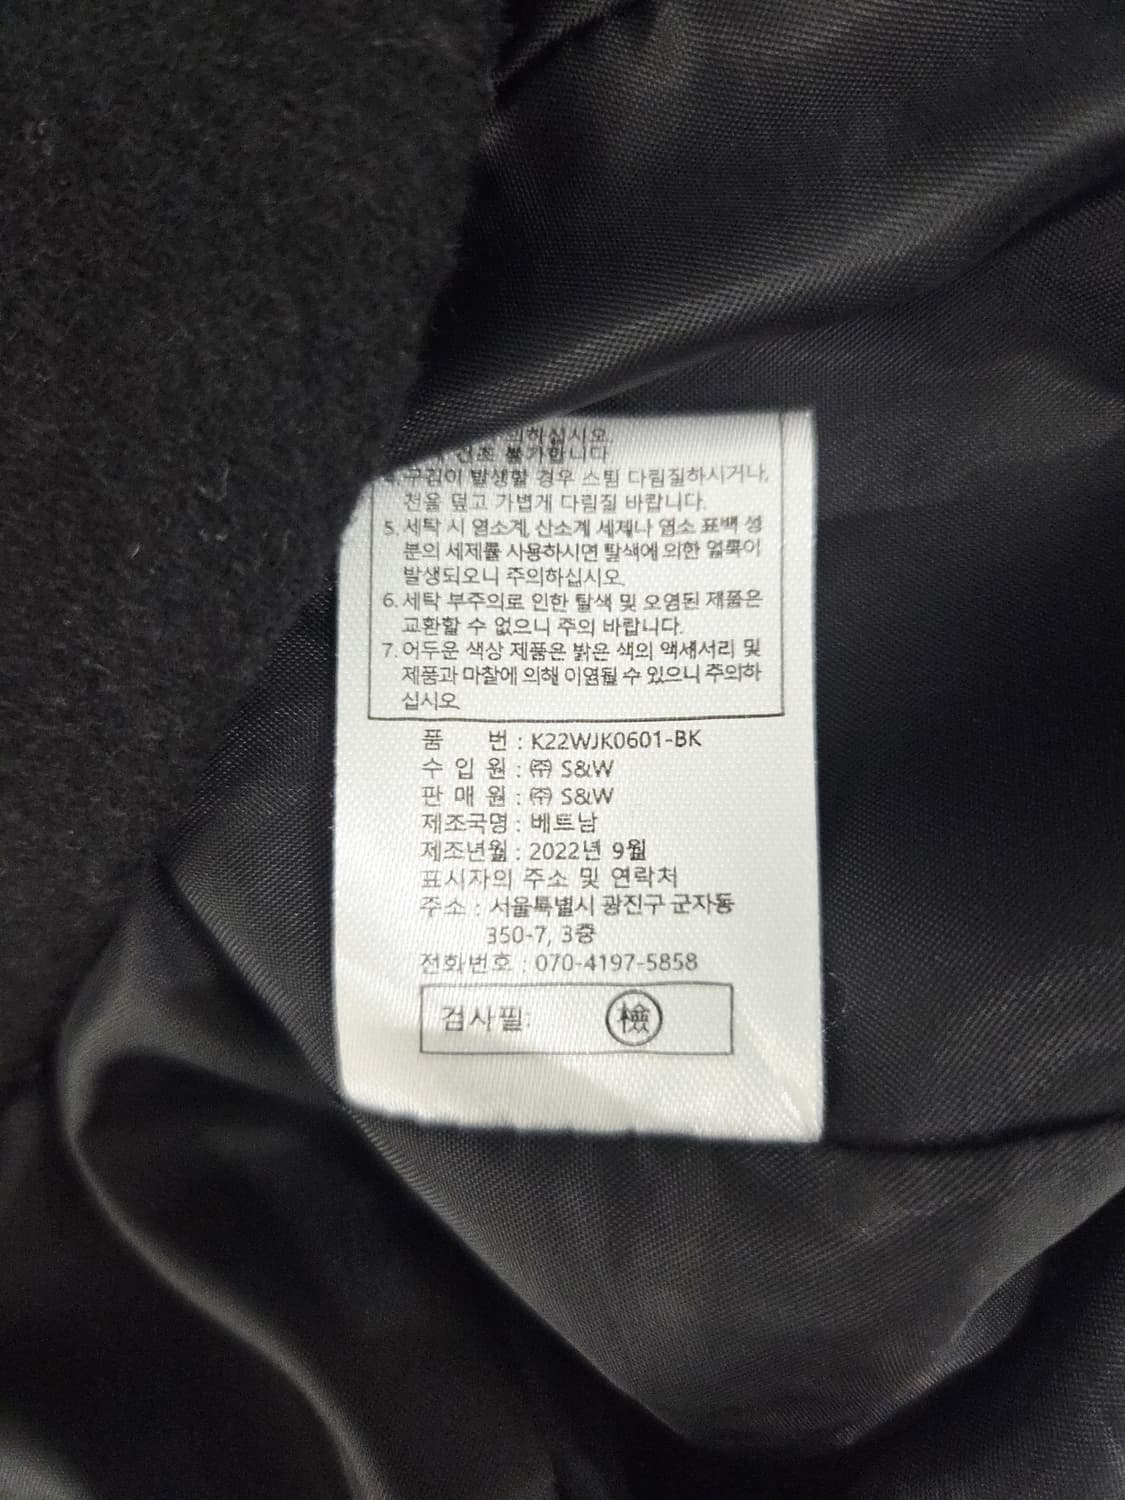 의하십시오.
건조 불가합니다
4. 구김이 발생할 경우 스팀 다림질하시거나,
천을 덮고 가볍게 다림질 바랍니다.
5. 세탁 시 염소계, 산소계 세제나 염소 표백 성
분의 세제를 사용하시면 탈색에 의한 얼룩이
발생되오니 주의하십시오.
6. 세탁 부주의로 인한 탈색 및 오염된 제품은
교환할 수 없으니 주의 바랍니다.
7. 어두운 색상 제품은 밝은 색의 액세서리 및
제품과 마찰에 의해 이염될 수 있으니 주의하
십시오
품 번 : K22WJK0601-BK
수 입 원 : ㈜ S&W
판 매 원 : ㈜ S&W
제조국명 : 베트남
제조년월 : 2022년 9월
표시자의 주소 및 연락처
주소 : 서울특별시 광진구 군자동
350-7, 3층
전화번호 : 070-4197-5858
검사필: 檢